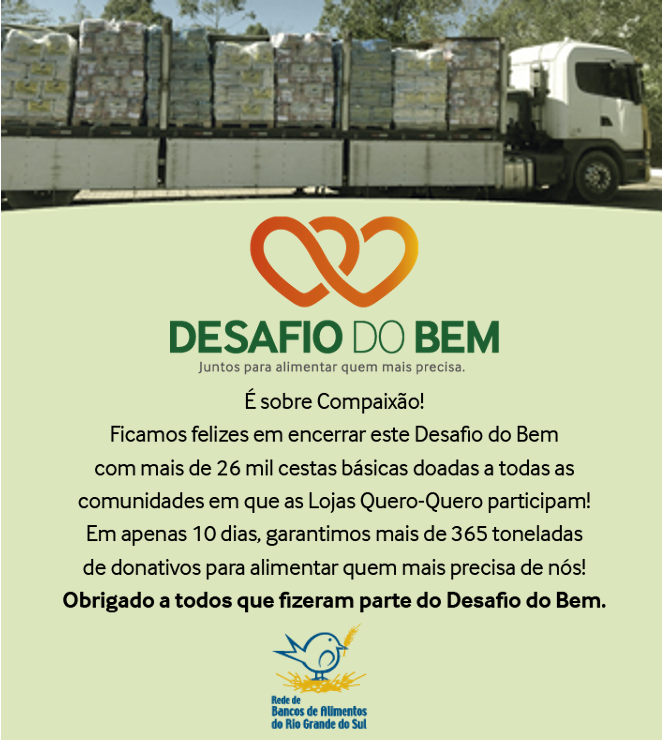 DESAFIO DO BEM
Juntos para alimentar quem mais precisa.
É sobre Compaixão!
Ficamos felizes em encerrar este Desafio do Bem
com mais de 26 mil cestas básicas doadas a todas as
comunidades em que as Lojas Quero-Quero participam!
Em apenas 10 dias, garantimos mais de 365 toneladas
de donativos para alimentar quem mais precisa de nós!
Obrigado a todos que fizeram parte do Desafio do Bem.
Rede de
Bancos de Alimentos
do Rio Grande do Sul